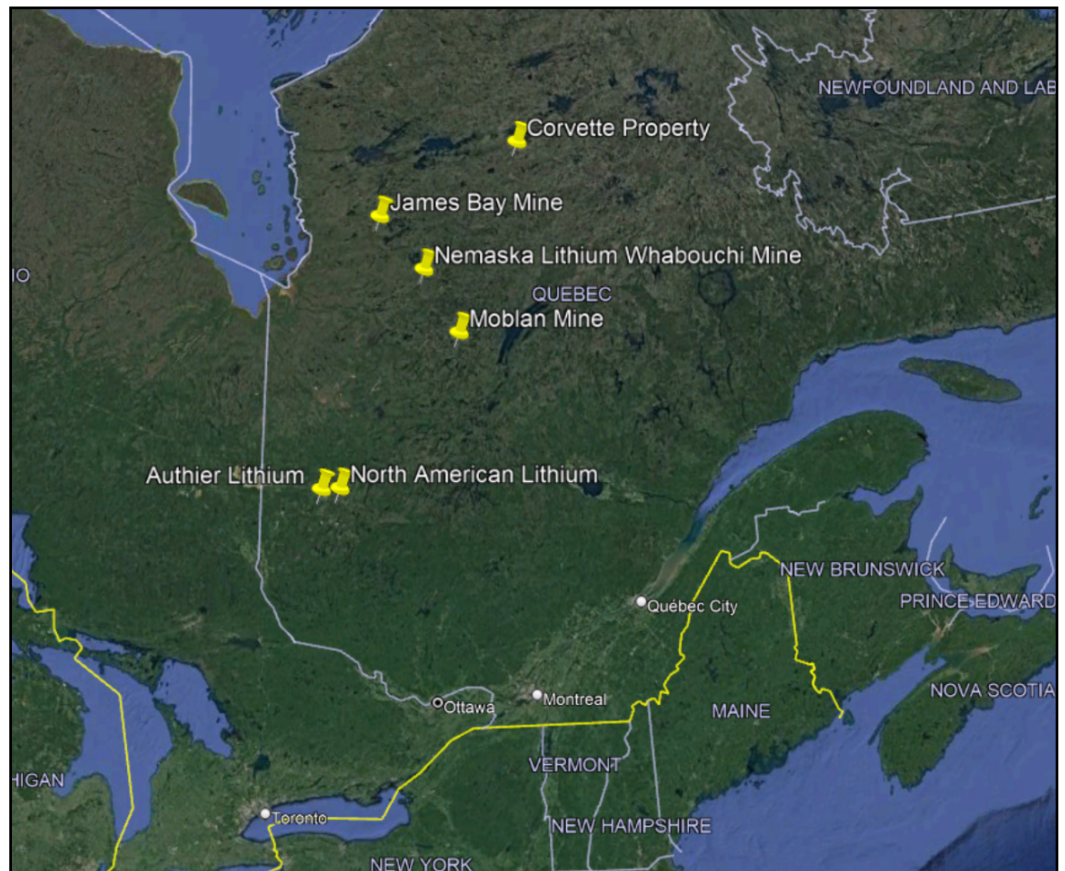 NEWFOUNDLAND AND LAB
Corvette Property
James Bay Mine
Nemaska Lithium Whabouchi Mine
IO
QUEBEC
Moblan Mine
Authier Lithium
North American Lithium
NEW BRUNSWICK
PRINCE EDWARD
Québec City
NOVA SCOTIA
Montreal
Ottawa
MAINE
VERMONT
HIGAN
Toronto
NEW HAMPSHIRE
NEW YORK